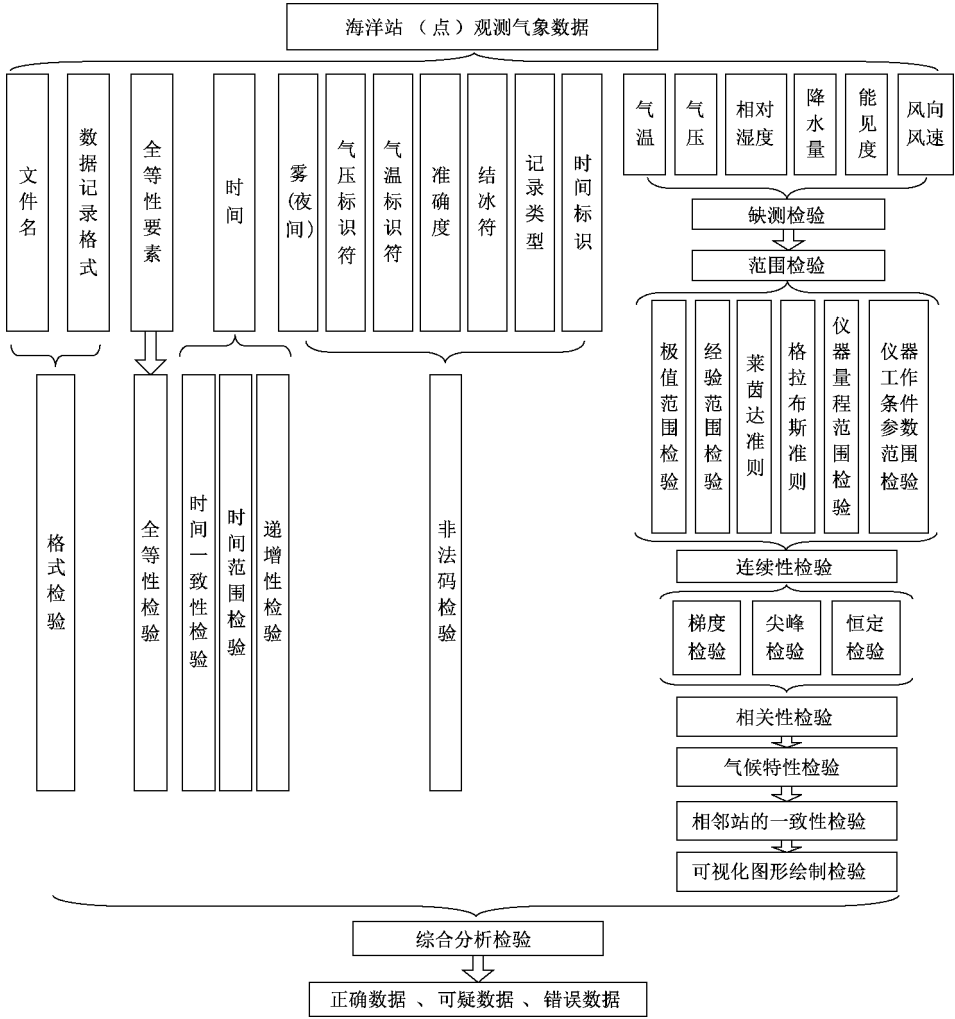 海洋站（点）观测气象数据
文件名
数据记录格式
全等性要素
时间
雾(夜间)
气压标识符
气温标识符
准确度
结冰符
记录类型
时间标识
气温
气压
相对
湿度
降水量
能见度
风向
风速
缺测检验
范围检验
极值范围检验
经验范围检验
莱茵达准则
格拉布斯准则
仪器量程范围检验
仪器
工作
条件
参数
范围
检验
连续性检验
梯度
检验
尖峰
检验
恒定
检验
相关性检验
气候特性检验
相邻站的一致性检验
可视化图形绘制检验
格式检验
全等性检验
时间一致性检验
时间范围检验
递增性检验
非法码检验
综合分析检验
正确数据、可疑数据、错误数据